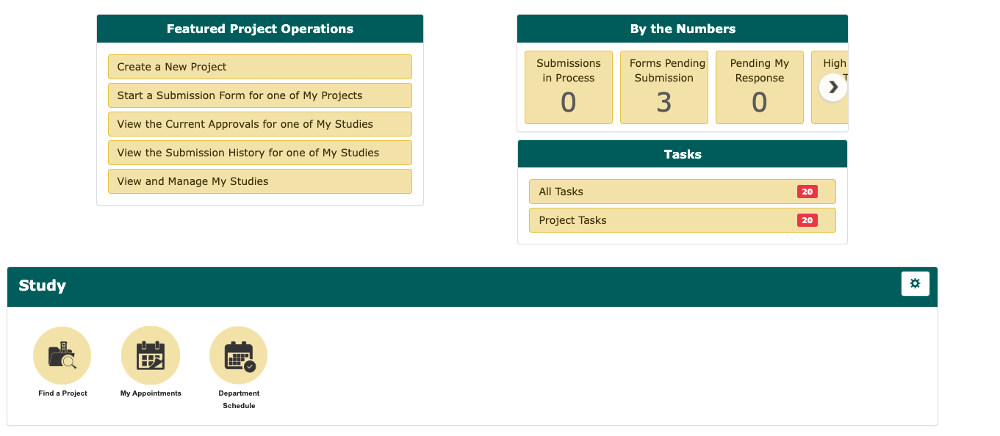 Featured Project Operations
Create a New Project
Start a Submission Form for one of My Projects
View the Current Approvals for one of My Studies
View the Submission History for one of My Studies
View and Manage My Studies
By the Numbers
Submissions
in Process
0
Forms Pending
Submission
3
Pending My
Response
0
High
Tasks
All Tasks 20
Project Tasks 20
Study
Find a Project
My Appointments
Department
Schedule